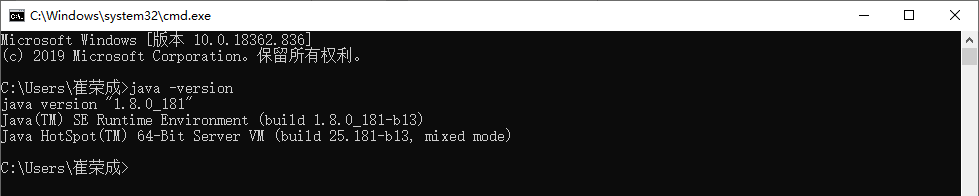 C:\Windows\system32\cmd.exe
Microsoft Windows [版本 10.0.18362.836]
(c) 2019 Microsoft Corporation。保留所有权利。
C:\Users\崔荣成>java -version
java version "1.8.0_181"
Java(TM) SE Runtime Environment (build 1.8.0_181-b13)
Java HotSpot(TM) 64-Bit Server VM (build 25.181-b13, mixed mode)
C:\Users\崔荣成>